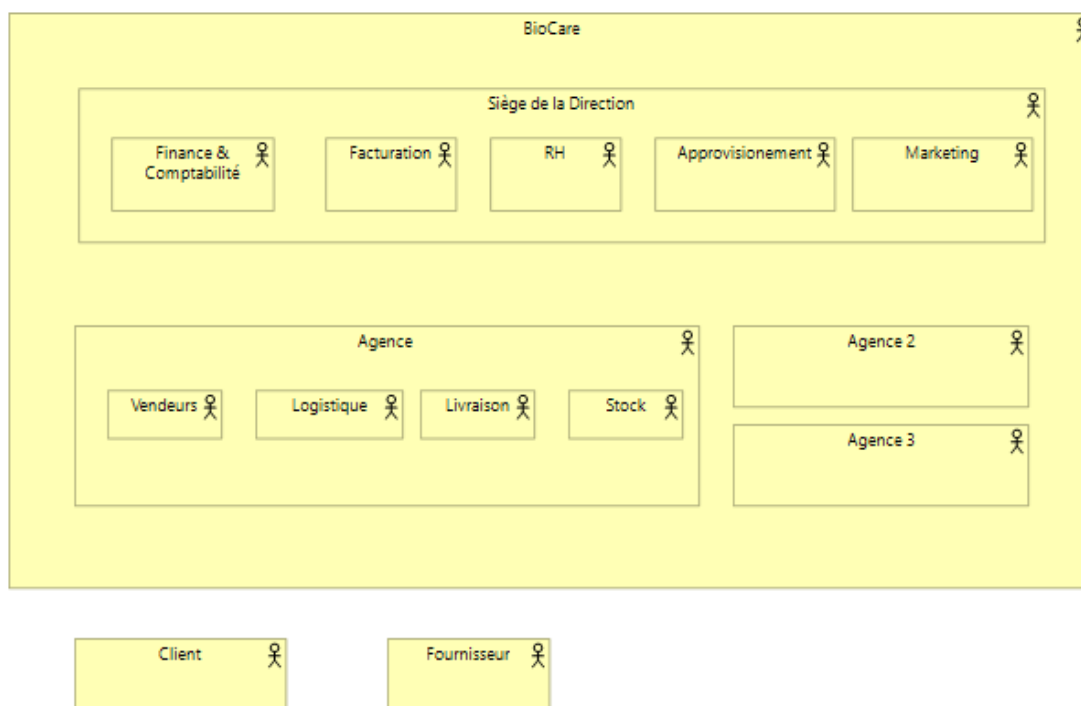 BioCare
Siège de la Direction
Finance &
Comptabilité
Facturation
RH
Approvisionement
Marketing
Agence
Vendeurs
Logistique
Livraison
Stock
Agence 2
Agence 3
Client
Fournisseur